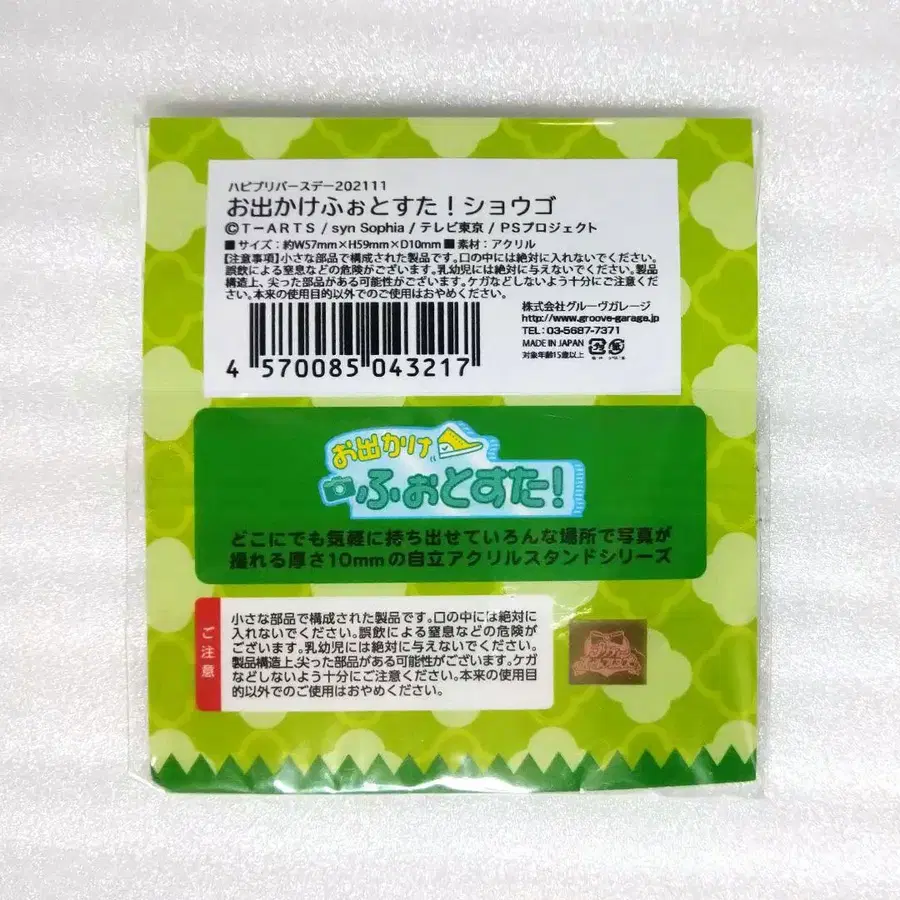 ハピプリバースデー202111
お出かけふぉとすた！ショウゴ
©T-ARTS / syn Sophia / テレビ東京 / PSプロジェクト
■サイズ：約W57mm×H59mm×D10mm■素材：アクリル
【注意事項】小さな部品で構成された製品です。口の中には絶対に入れないでください。
誤飲による窒息などの危険がございます。乳幼児には絶対に与えないでください。製品
構造上、尖った部品がある可能性がございます。ケガなどしないよう十分にご注意くだ
さい。本来の使用目的以外でのご使用はおやめください。
株式会社グルーヴガレージ
http://www.groove-garage.jp
TEL：03-5687-7371
MADE IN JAPAN
対象年齢15歳以上
4 570085 043217
お出かけ
ふぉとすた！
どこにでも気軽に持ち出せていろんな場所で写真が
撮れる厚さ10mmの自立アクリルスタンドシリーズ
ご注意
小さな部品で構成された製品です。口の中には絶対に
入れないでください。誤飲による窒息などの危険が
ございます。乳幼児には絶対に与えないでください。
製品構造上、尖った部品がある可能性がございます。ケガ
などしないよう十分にご注意ください。本来の使用目
的以外でのご使用はおやめください。